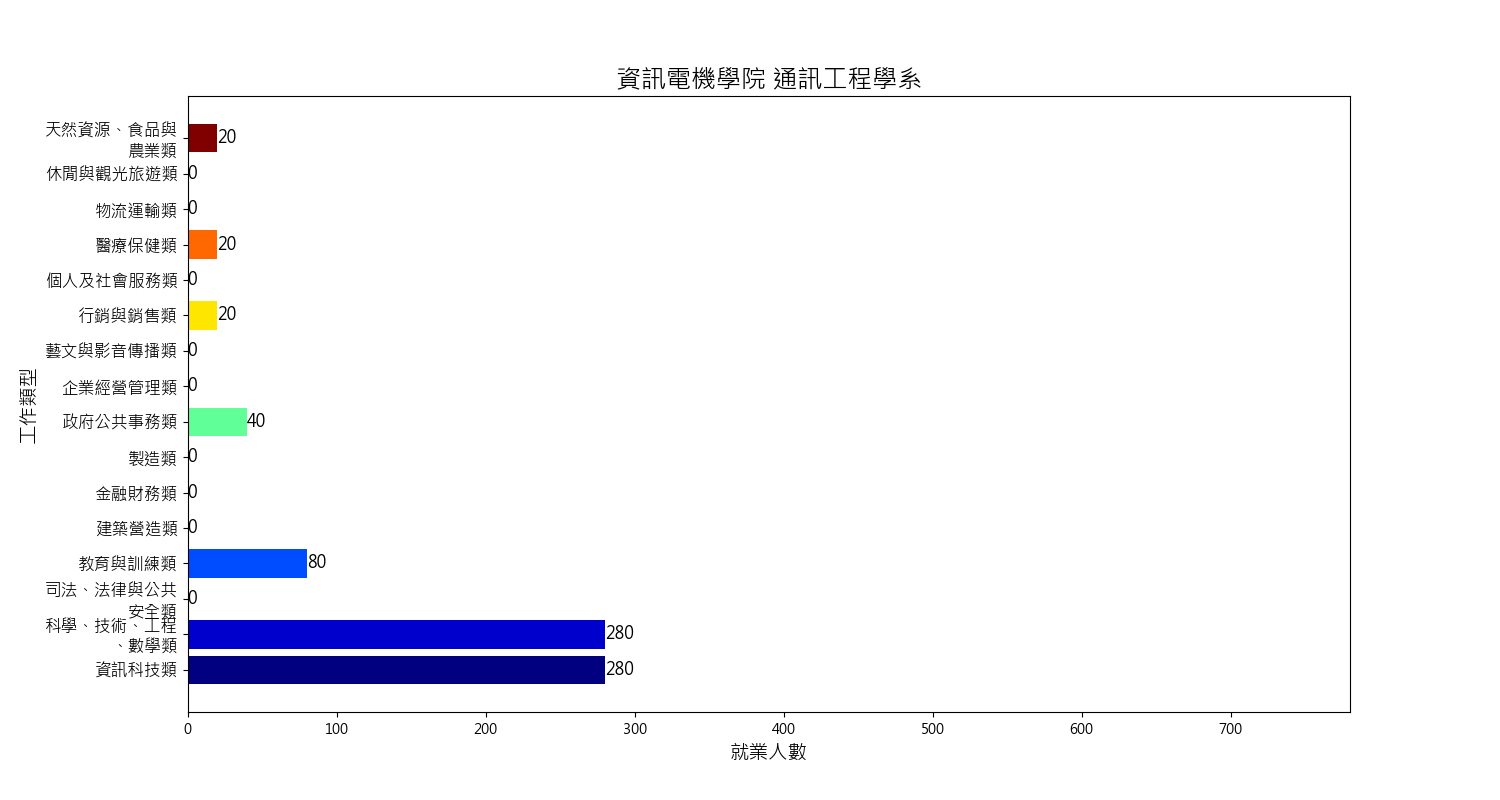 資訊電機學院 通訊工程學系
天然資源、食品與
農業類
20
休閒與觀光旅遊類
0
物流運輸類
0
醫療保健類
20
個人及社會服務類
0
行銷與銷售類
20
藝文與影音傳播類
0
企業經營管理類
0
政府公共事務類
40
製造類
0
金融財務類
0
建築營造類
0
教育與訓練類
80
司法、法律與公共
安全類
0
科學、技術、工程
、數學類
280
資訊科技類
280
工作類型
0 100 200 300 400 500 600 700
就業人數